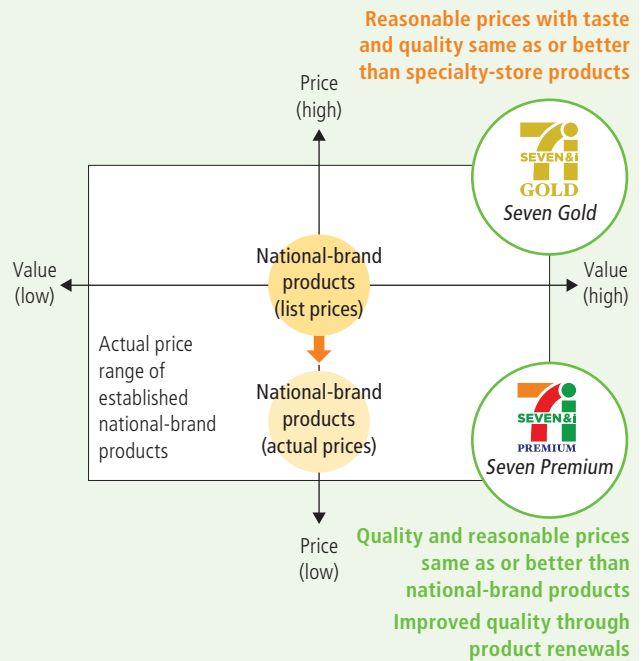 Reasonable prices with taste
and quality same as or better
than specialty-store products
Price
(high)
SEVEN&i
GOLD
Seven Gold
Value
(low)
National-brand
products
(list prices)
Value
(high)
Actual price
range of
established
national-brand
products
National-brand
products
(actual prices)
SEVEN&i
PREMIUM
Seven Premium
Price
(low)
Quality and reasonable prices
same as or better than
national-brand products
Improved quality through
product renewals